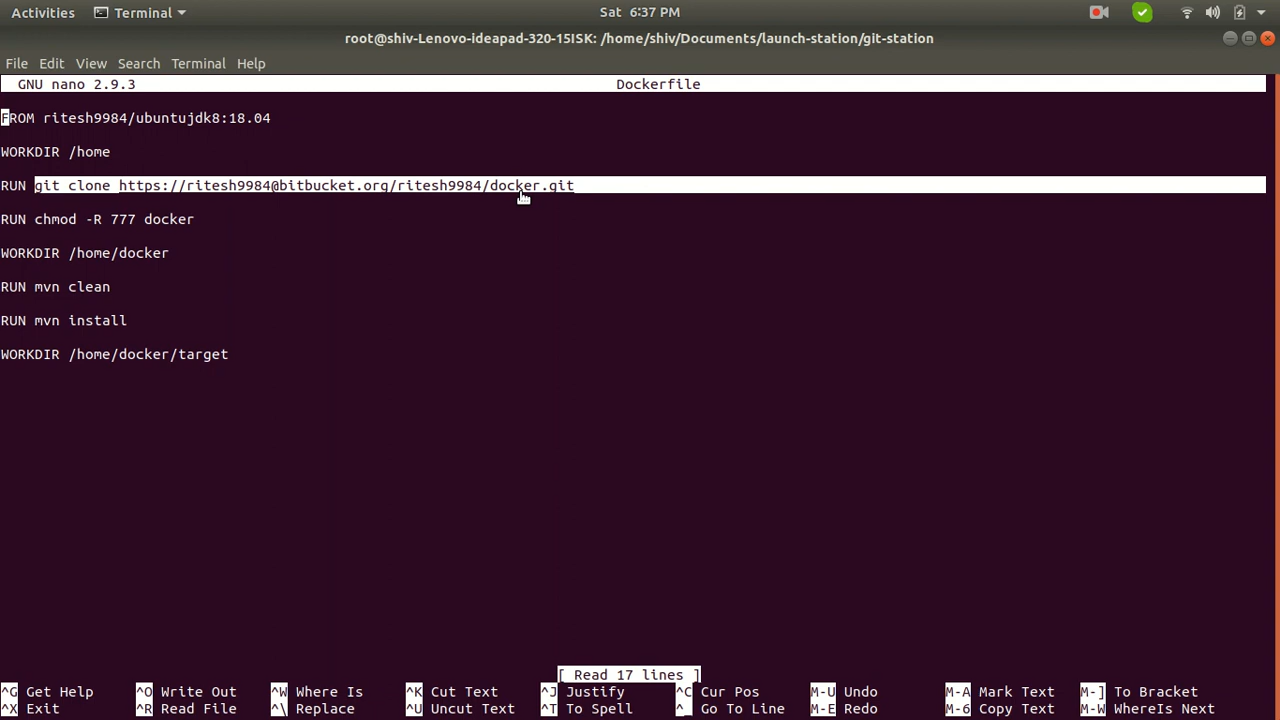 Activities Terminal Sat 6:37 PM
root@shiv-Lenovo-ideapad-320-15ISK: /home/shiv/Documents/launch-station/git-station
File Edit View Search Terminal Help
GNU nano 2.9.3 Dockerfile
FROM ritesh9984/ubuntujdk8:18.04
WORKDIR /home
RUN git clone https://ritesh9984@bitbucket.org/ritesh9984/docker.git
RUN chmod -R 777 docker
WORKDIR /home/docker
RUN mvn clean
RUN mvn install
WORKDIR /home/docker/target
[ Read 17 lines ]
^G Get Help ^O Write Out ^W Where Is ^K Cut Text ^J Justify ^C Cur Pos M-U Undo M-A Mark Text M-] To Bracket
^X Exit ^R Read File ^\ Replace ^U Uncut Text ^T To Spell ^_ Go To Line M-E Redo M-6 Copy Text M-W WhereIs Next